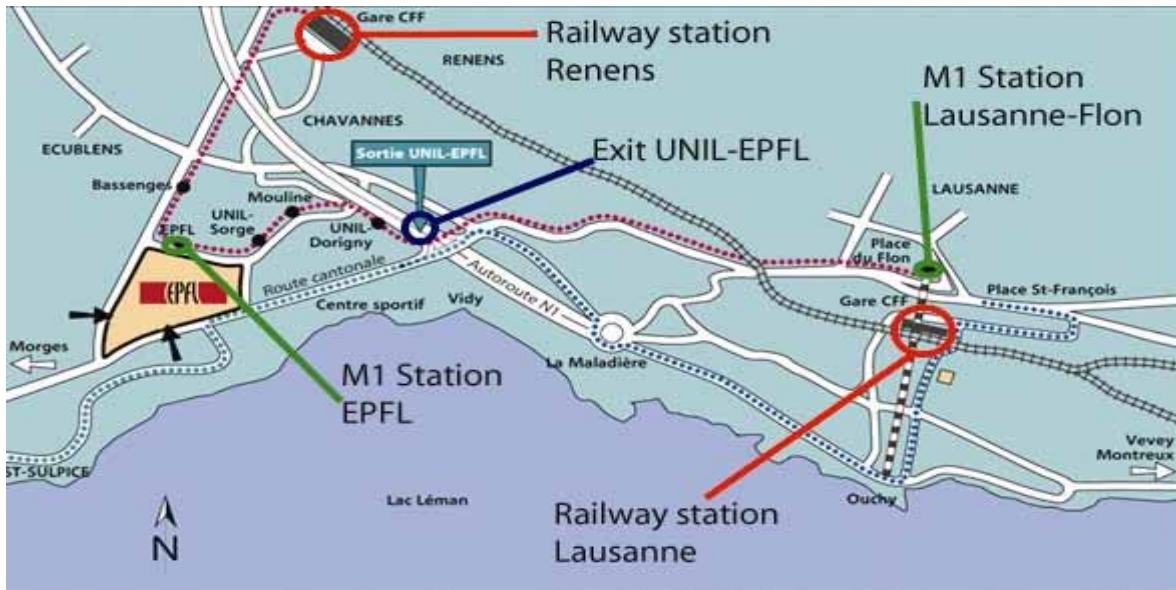 Gare CFF
Railway station
Renens
RENENS
M1 Station
Lausanne-Flon
CHAVANNES
ECUBLENS
Sortie UNIL-EPFL
Exit UNIL-EPFL
Bassenges
Mouline
LAUSANNE
UNIL-
Sorge
EPFL
UNIL-
Dorigny
Place
du Flon
Route cantonale
EPFL
Autoroute N1
Centre sportif
Vidy
Gare CFF
Place St-François
Morges
La Maladière
M1 Station
EPFL
Vevey
Montreux
ST-SULPICE
Lac Léman
Ouchy
N
Railway station
Lausanne